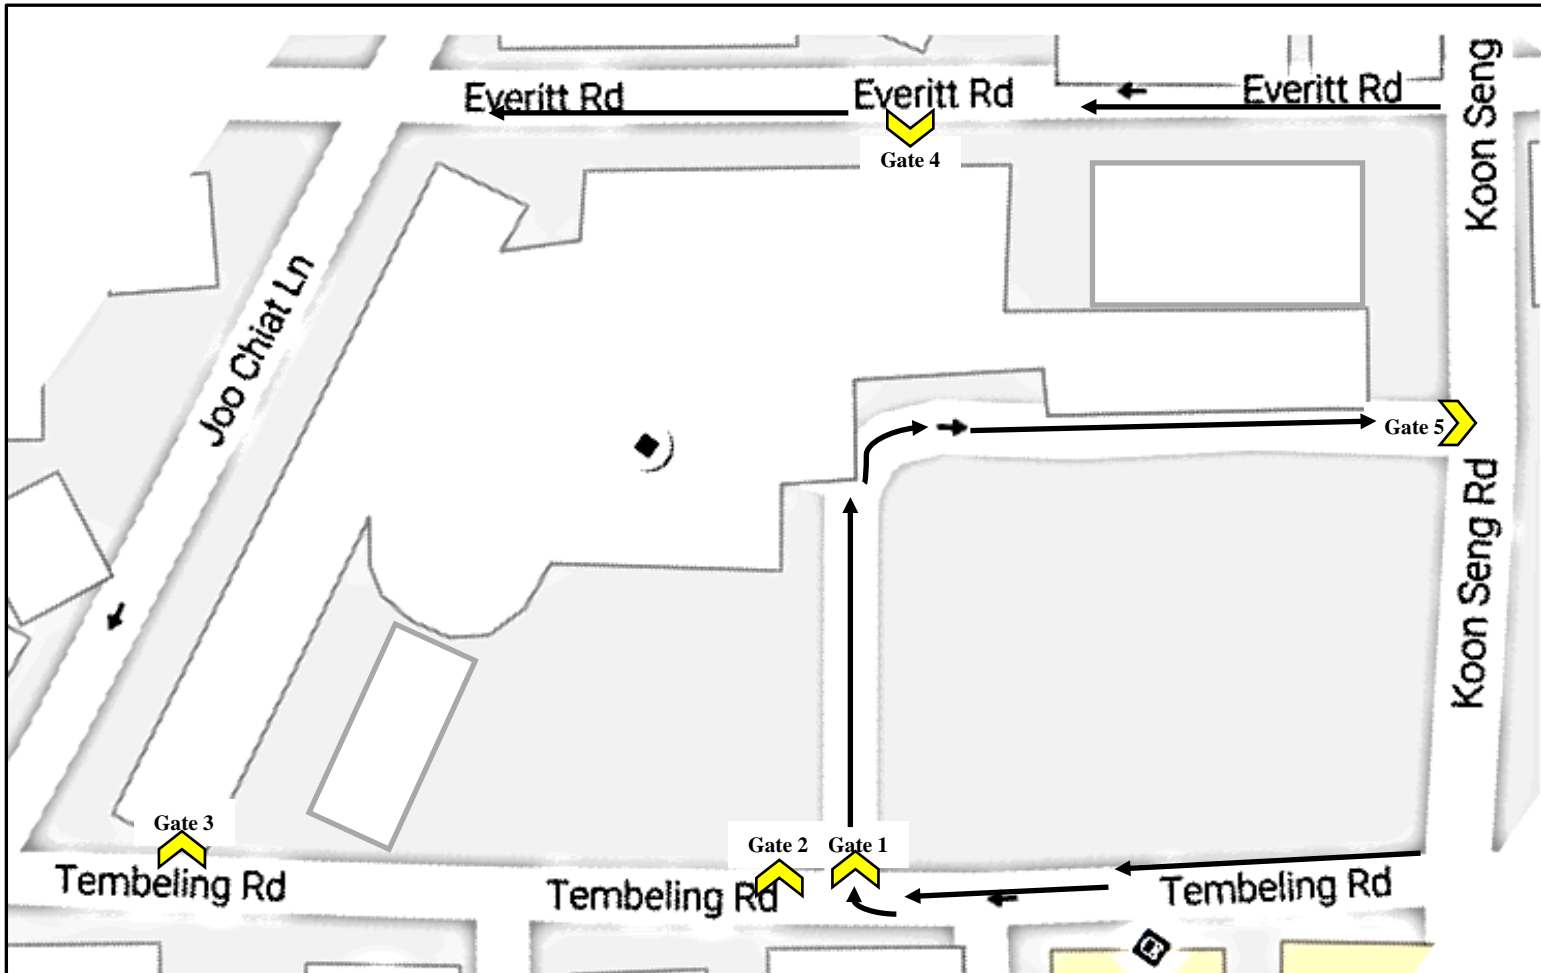 Everitt Rd
Everitt Rd
Everitt Rd
Koon Seng
Gate 4
Joo Chiat Ln
Gate 5
Koon Seng Rd
Gate 3
Gate 2
Gate 1
Tembeling Rd
Tembeling Rd
Tembeling Rd